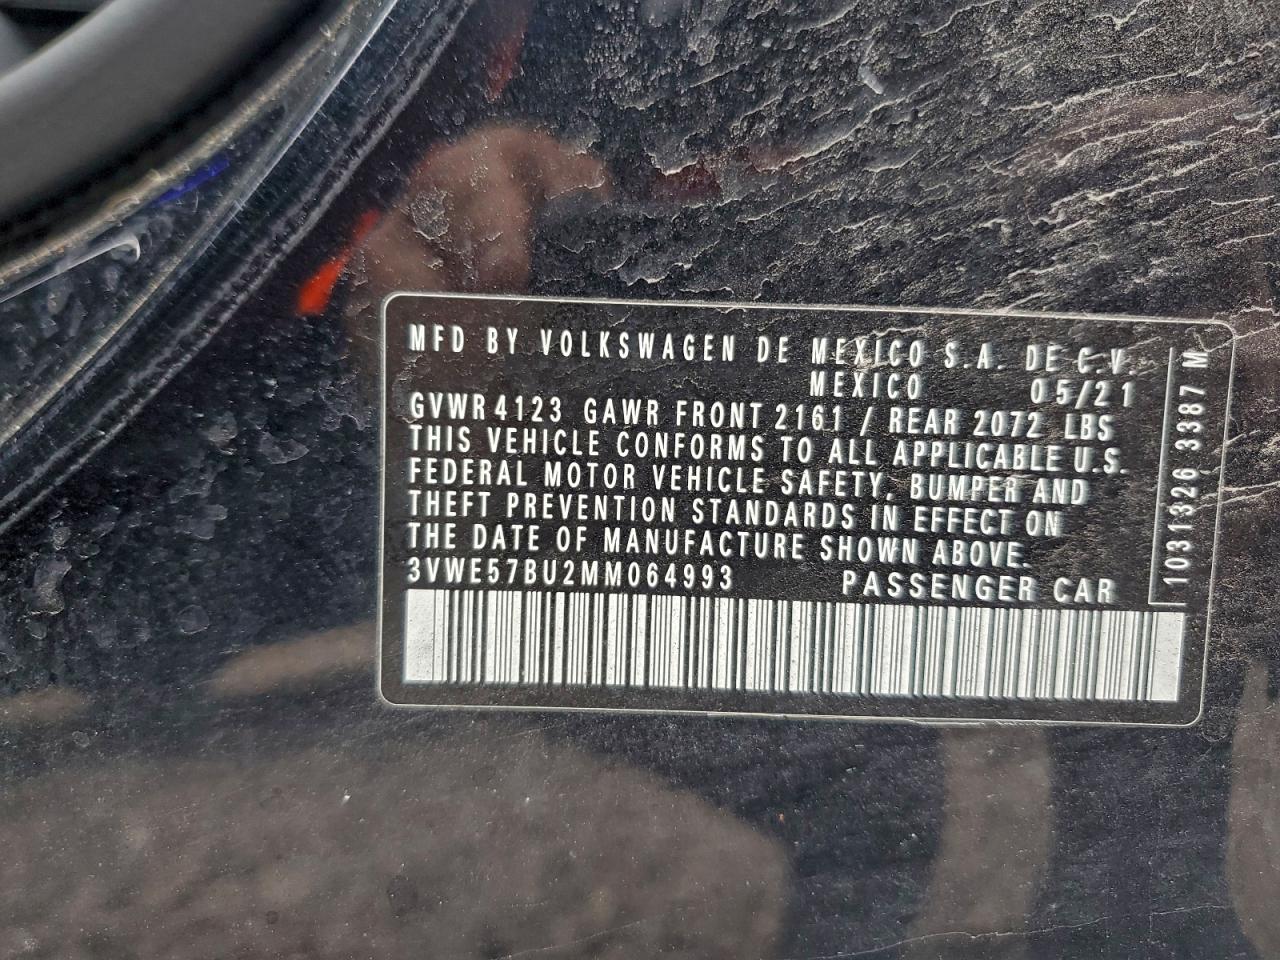 MFD BY VOLKSWAGEN DE MEXICO S.A. DE C.V.
MEXICO 05/21
GVWR 4123 GAWR FRONT 2161 / REAR 2072 LBS
THIS VEHICLE CONFORMS TO ALL APPLICABLE U.S.
FEDERAL MOTOR VEHICLE SAFETY, BUMPER AND
THEFT PREVENTION STANDARDS IN EFFECT ON
THE DATE OF MANUFACTURE SHOWN ABOVE.
3VWE57BU2MM064993 PASSENGER CAR
1031326 3387 M